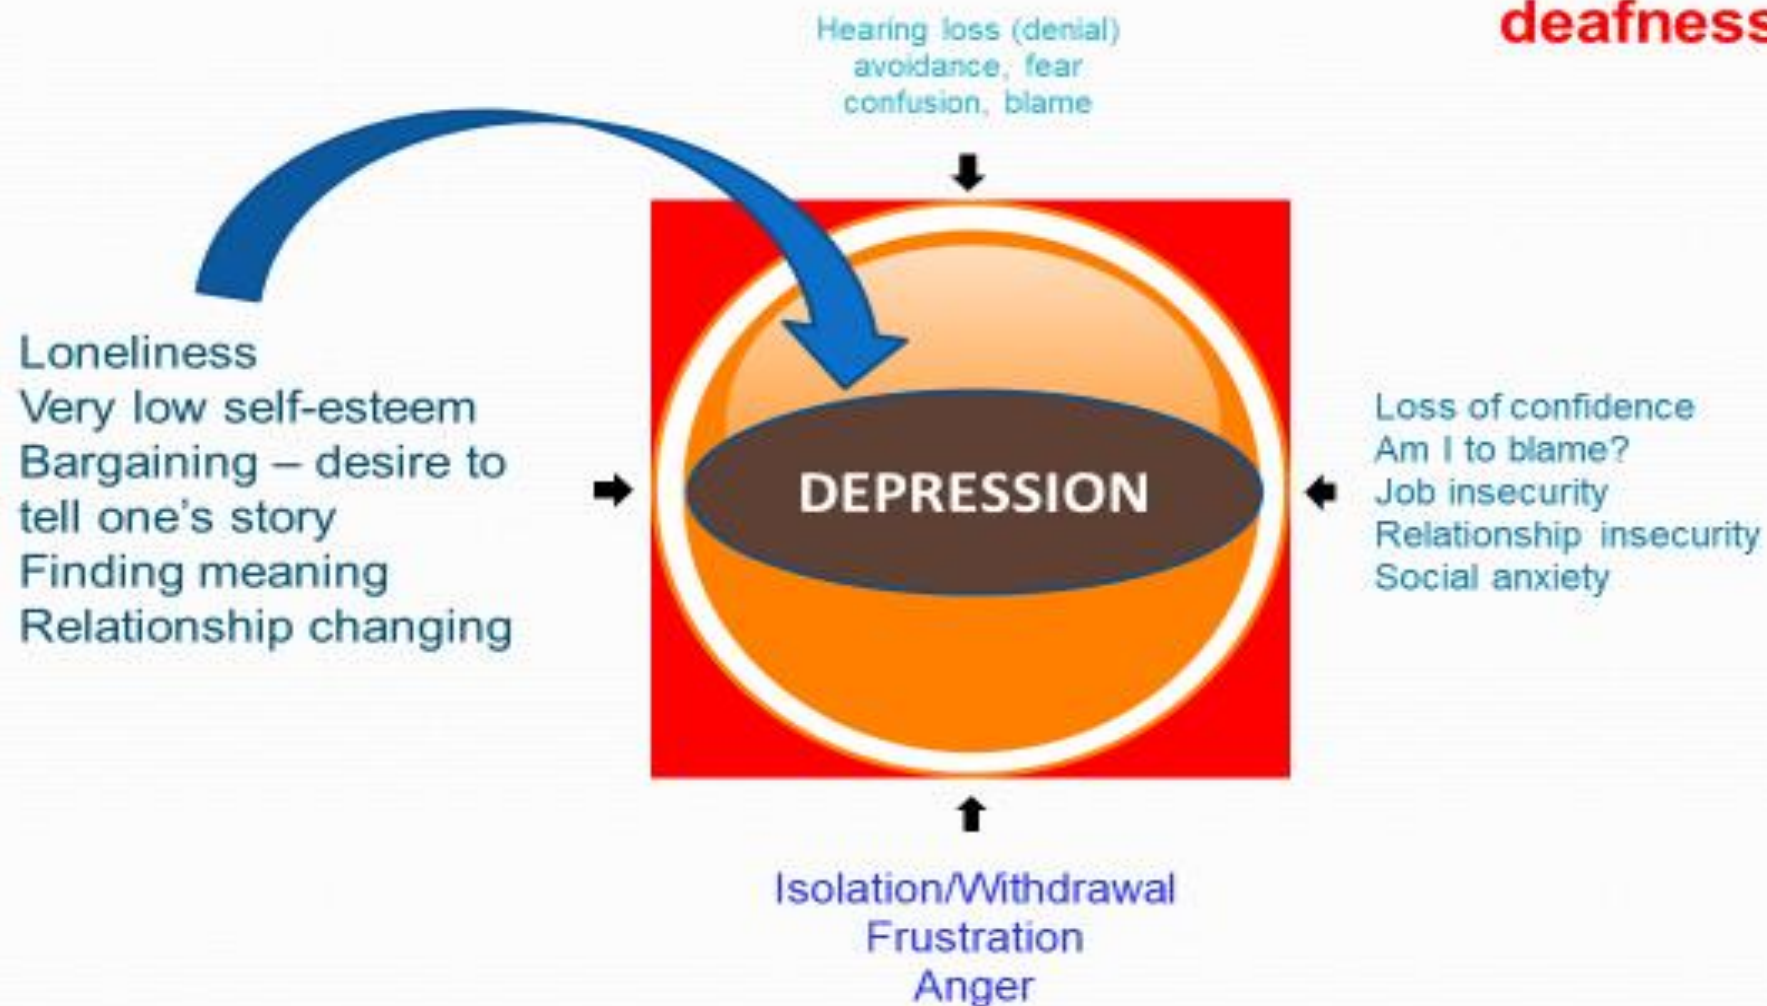 deafness
Hearing loss (denial)
avoidance, fear
confusion, blame
Loneliness
Very low self-esteem
Bargaining – desire to
tell one's story
Finding meaning
Relationship changing
DEPRESSION
Loss of confidence
Am I to blame?
Job insecurity
Relationship insecurity
Social anxiety
Isolation/Withdrawal
Frustration
Anger